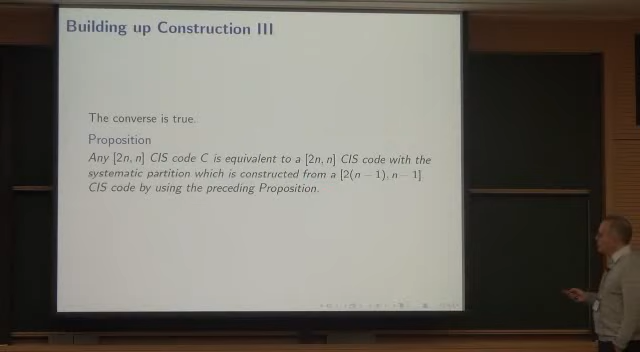 Building up Construction III
The converse is true.
Proposition
Any [2n, n] CIS code C is equivalent to a [2n, n] CIS code with the
systematic partition which is constructed from a [2(n − 1), n − 1]
CIS code by using the preceding Proposition.